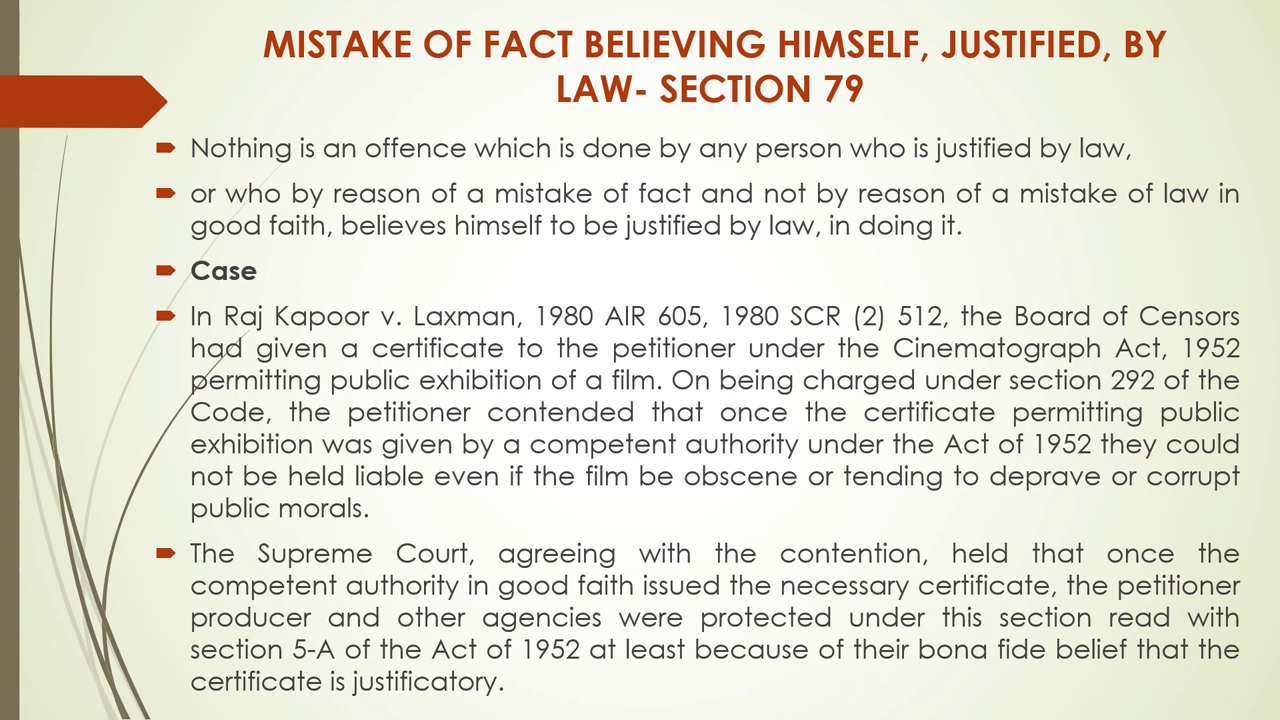 MISTAKE OF FACT BELIEVING HIMSELF, JUSTIFIED, BY
LAW- SECTION 79
Nothing is an offence which is done by any person who is justified by law,
or who by reason of a mistake of fact and not by reason of a mistake of law in
good faith, believes himself to be justified by law, in doing it.
Case
In Raj Kapoor v. Laxman, 1980 AIR 605, 1980 SCR (2) 512, the Board of Censors
had given a certificate to the petitioner under the Cinematograph Act, 1952
permitting public exhibition of a film. On being charged under section 292 of the
Code, the petitioner contended that once the certificate permitting public
exhibition was given by a competent authority under the Act of 1952 they could
not be held liable even if the film be obscene or tending to deprave or corrupt
public morals.
The Supreme Court, agreeing with the contention, held that once the
competent authority in good faith issued the necessary certificate, the petitioner
producer and other agencies were protected under this section read with
section 5-A of the Act of 1952 at least because of their bona fide belief that the
certificate is justificatory.